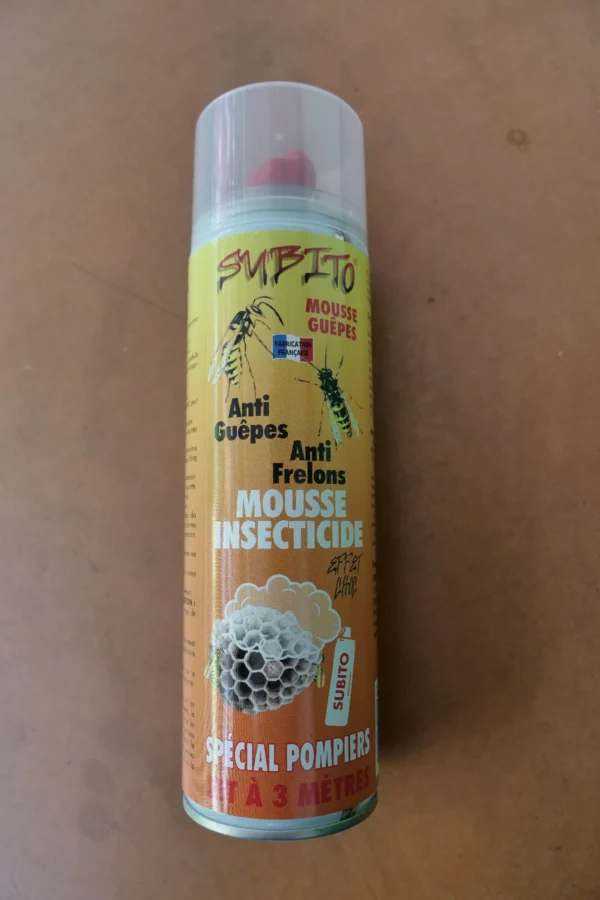 SUBITO
MOUSSE
GUÊPES
FABRICATION
FRANÇAISE
Anti
Guêpes
Anti
Frelons
MOUSSE
INSECTICIDE
EFFET
CHOC
SUBITO
SPÉCIAL POMPIERS
JET À 3 MÈTRES